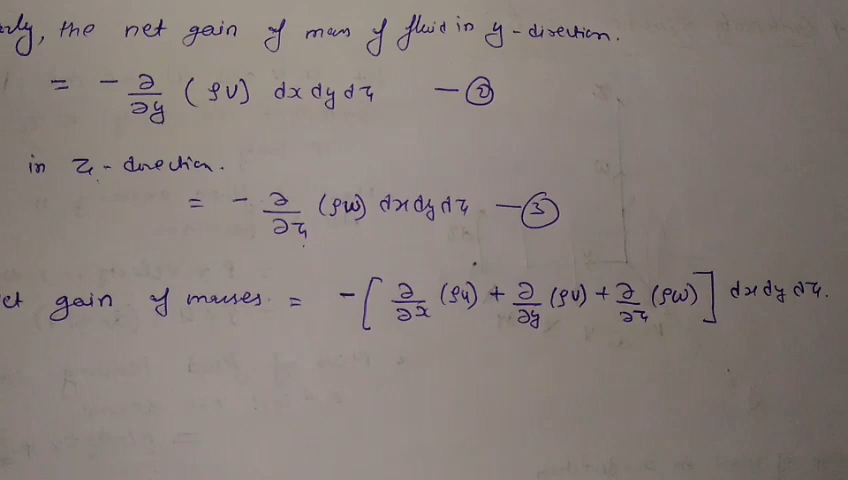 rly, the net gain of mass of fluid in y-direction.
= - ∂/∂y (ρv) dx dy dz - ②
in z-direction.
= - ∂/∂z (ρw) dx dy dz - ③
et gain of masses = -[∂/∂x (ρu) + ∂/∂y (ρv) + ∂/∂z (ρw)] dx dy dz.